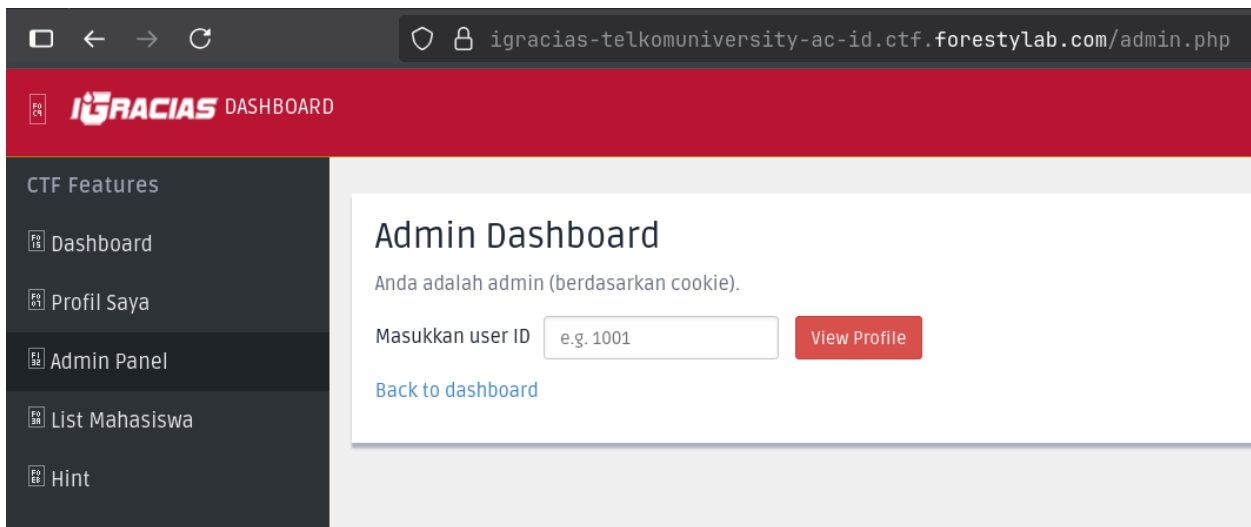 igracias-telkomuniversity-ac-id.ctf.forestylab.com/admin.php
iGRACIAS DASHBOARD
CTF Features
Dashboard
Profil Saya
Admin Panel
List Mahasiswa
Hint
Admin Dashboard
Anda adalah admin (berdasarkan cookie).
Masukkan user ID e.g. 1001 View Profile
Back to dashboard